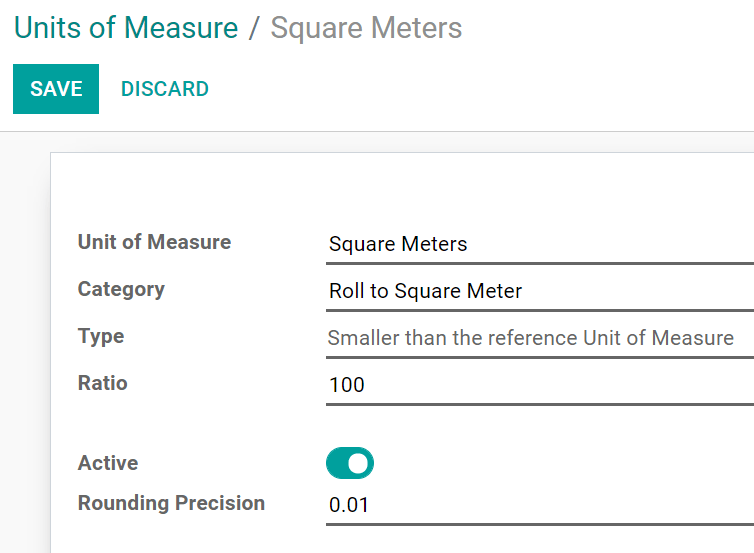 Units of Measure / Square Meters
SAVE DISCARD
Unit of Measure Square Meters
Category Roll to Square Meter
Type Smaller than the reference Unit of Measure
Ratio 100
Active
Rounding Precision 0.01